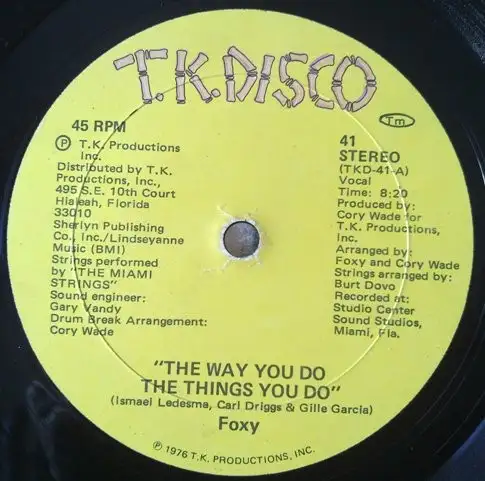 T.K. DISCO
Tm
45 RPM
Ⓟ T.K. Productions
Inc.
Distributed by T.K.
Productions, Inc.,
495 S.E. 10th Court
Hialeah, Florida
33010
Sherlyn Publishing
Co., Inc./Lindseyanne
Music (BMI)
Strings performed
by "THE MIAMI
STRINGS"
Sound engineer:
Gary Vandy
Drum Break Arrangement:
Cory Wade
41
STEREO
(TKD-41-A)
Vocal
Time: 8:20
Produced by:
Cory Wade for
T.K. Productions,
Inc.
Arranged by:
Foxy and Cory Wade
Strings arranged by:
Burt Dovo
Recorded at:
Studio Center
Sound Studios,
Miami, Fla.
"THE WAY YOU DO
THE THINGS YOU DO"
(Ismael Ledesma, Carl Driggs & Gille Garcia)
Foxy
Ⓟ 1976 T.K. PRODUCTIONS, INC.